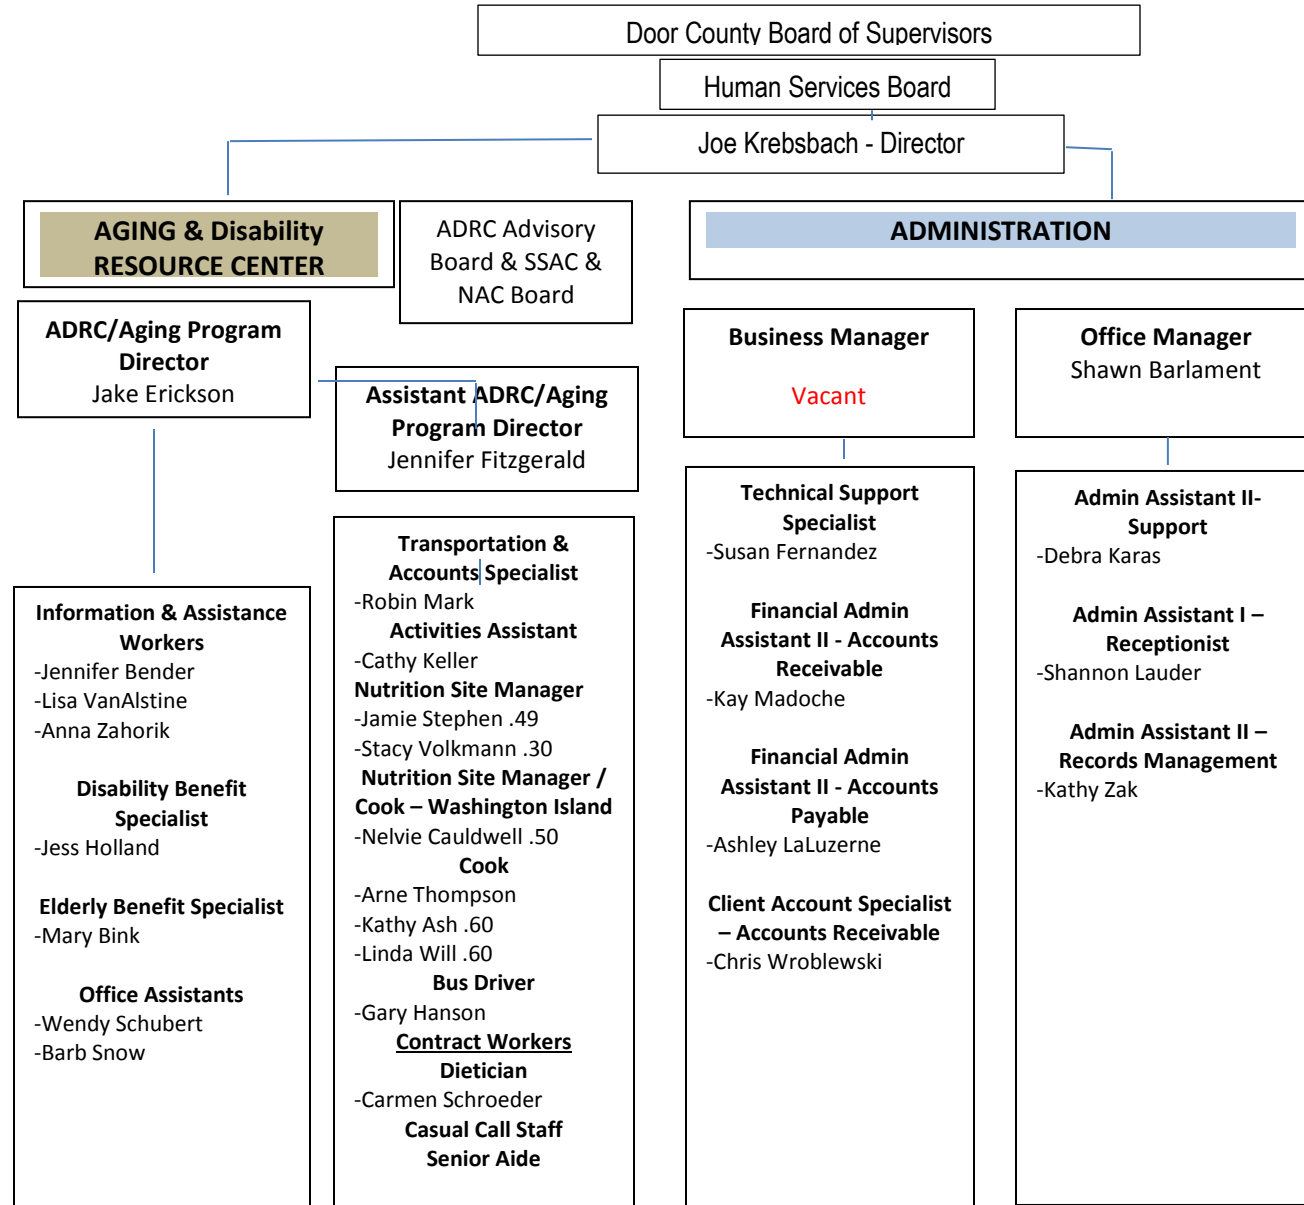 Door County Board of Supervisors
Human Services Board
Joe Krebsbach - Director
AGING & Disability
RESOURCE CENTER
ADRC Advisory
Board & SSAC &
NAC Board
ADMINISTRATION
ADRC/Aging Program
Director
Jake Erickson
Assistant ADRC/Aging
Program Director
Jennifer Fitzgerald
Business Manager
Vacant
Office Manager
Shawn Barlament
Information & Assistance
Workers
-Jennifer Bender
-Lisa VanAlstine
-Anna Zahorik
Disability Benefit
Specialist
-Jess Holland
Elderly Benefit Specialist
-Mary Bink
Office Assistants
-Wendy Schubert
-Barb Snow
Transportation &
Accounts Specialist
-Robin Mark
Activities Assistant
-Cathy Keller
Nutrition Site Manager
-Jamie Stephen .49
-Stacy Volkmann .30
Nutrition Site Manager /
Cook – Washington Island
-Nelvie Cauldwell .50
Cook
-Arne Thompson
-Kathy Ash .60
-Linda Will .60
Bus Driver
-Gary Hanson
Contract Workers
Dietician
-Carmen Schroeder
Casual Call Staff
Senior Aide
Technical Support
Specialist
-Susan Fernandez
Financial Admin
Assistant II - Accounts
Receivable
-Kay Madoche
Financial Admin
Assistant II - Accounts
Payable
-Ashley LaLuzerne
Client Account Specialist
– Accounts Receivable
-Chris Wroblewski
Admin Assistant II-
Support
-Debra Karas
Admin Assistant I –
Receptionist
-Shannon Lauder
Admin Assistant II –
Records Management
-Kathy Zak